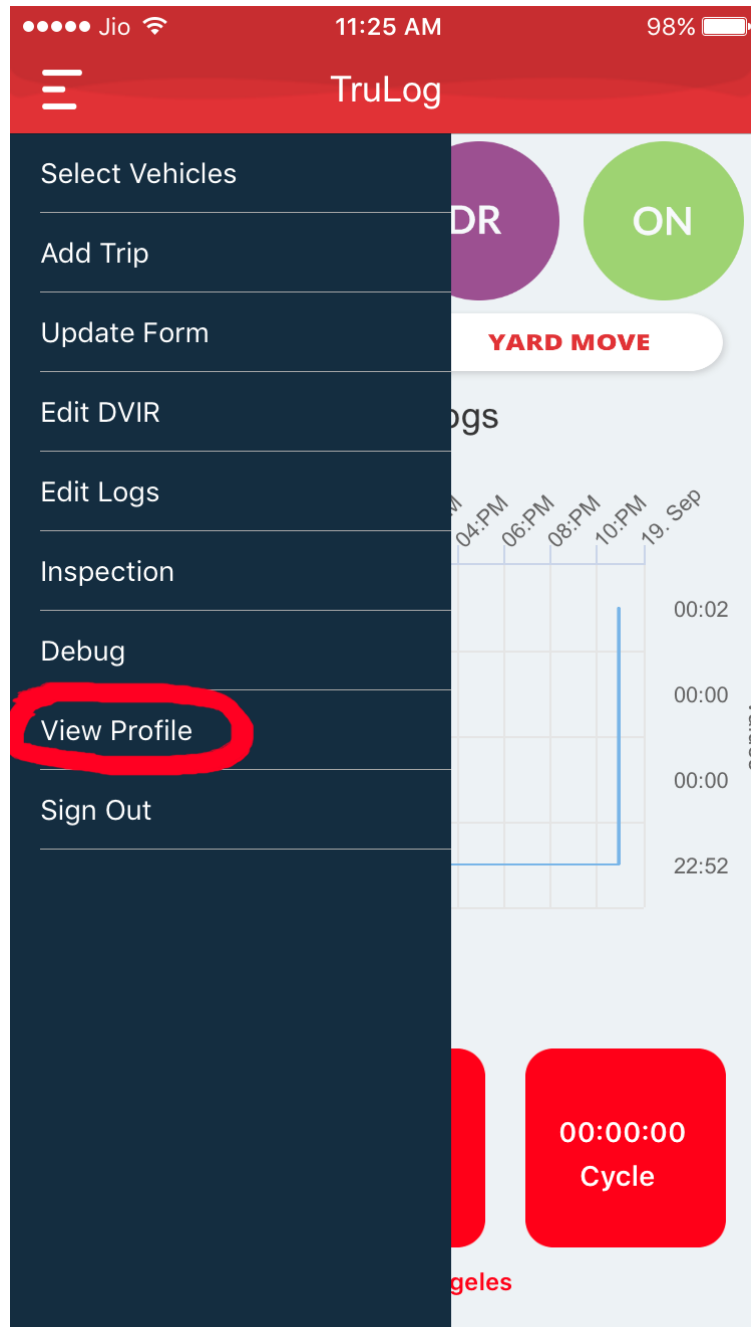 Jio 11:25 AM 98%
TruLog
Select Vehicles
Add Trip
Update Form
Edit DVIR
Edit Logs
Inspection
Debug
View Profile
Sign Out
DR
ON
YARD MOVE
ogs
04:PM 06:PM 08:PM 10:PM 19. Sep
00:02
00:00
00:00
22:52
00:00:00
Cycle
geles